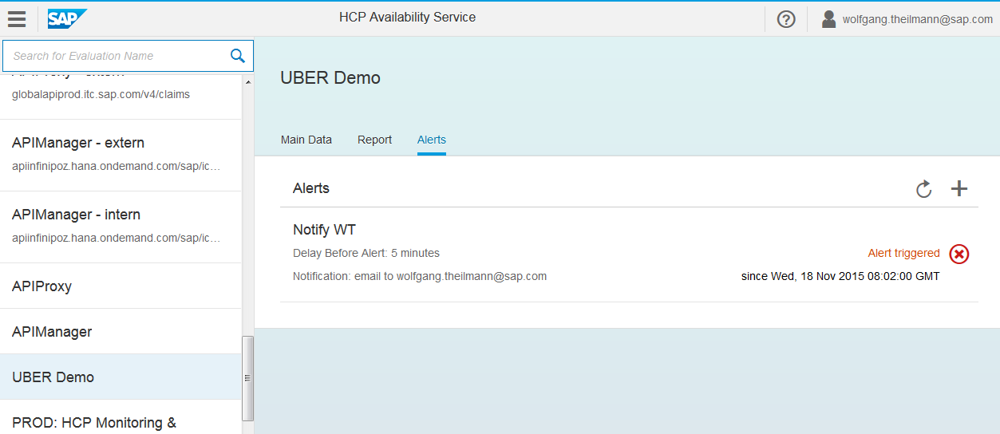 SAP
HCP Availability Service
wolfgang.theilmann@sap.com
Search for Evaluation Name
globalapiprod.itc.sap.com/v4/claims
APIManager - extern
apiinfinipoz.hana.ondemand.com/sap/ic…
APIManager - intern
apiinfinipoz.hana.ondemand.com/sap/ic…
APIProxy
APIManager
UBER Demo
PROD: HCP Monitoring &
UBER Demo
Main Data Report Alerts
Alerts
Notify WT
Delay Before Alert: 5 minutes
Alert triggered
Notification: email to wolfgang.theilmann@sap.com
since Wed, 18 Nov 2015 08:02:00 GMT